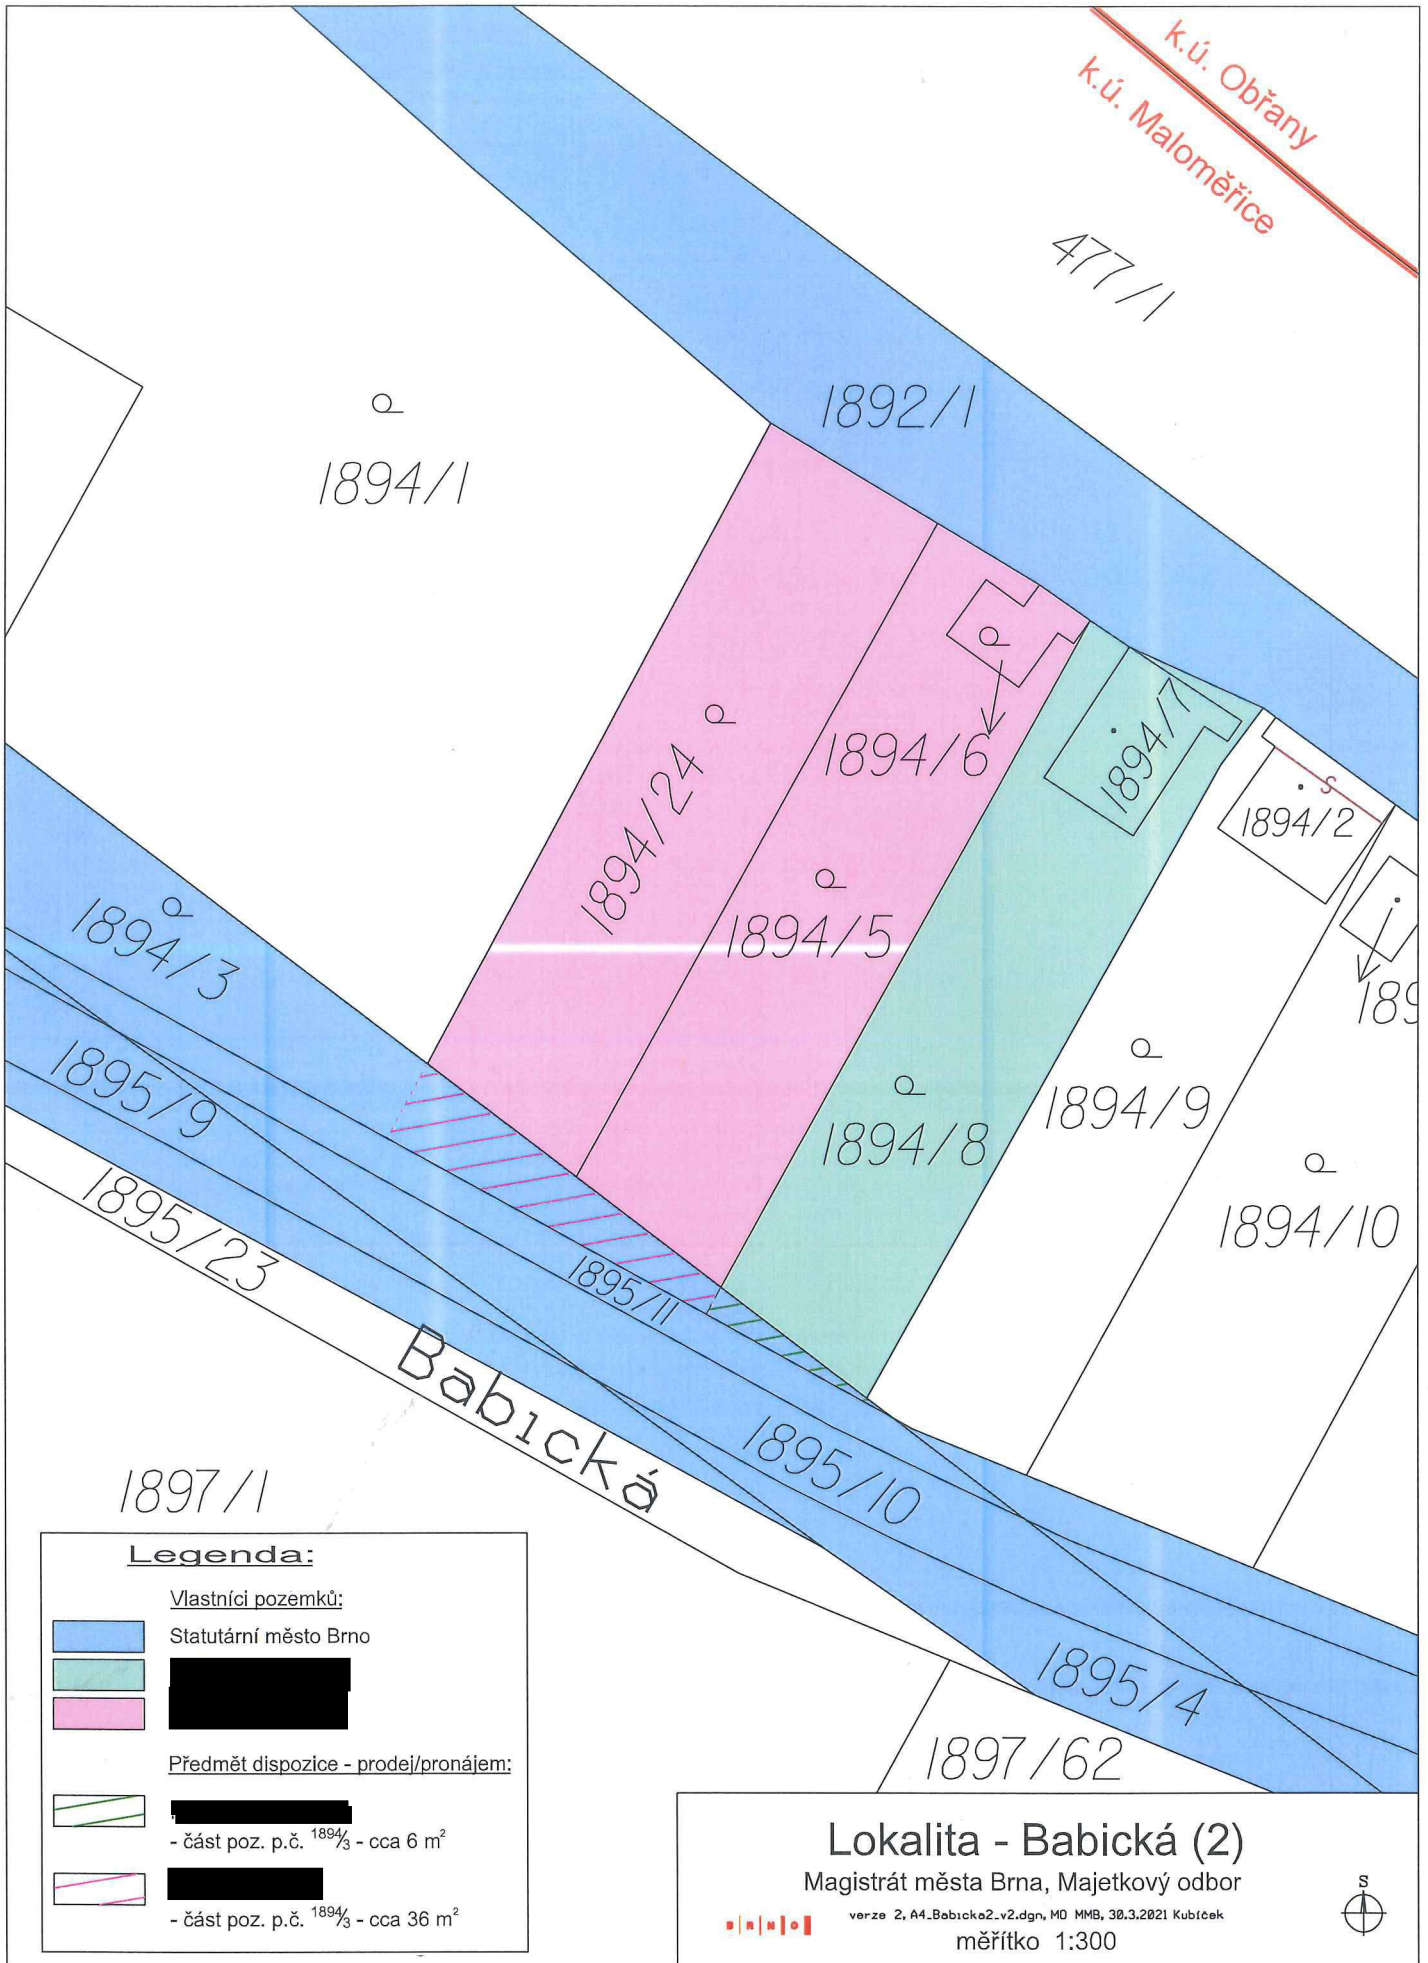 k.ú. Obřany
k.ú. Maloměřice
477/1
1892/1
1894/1
1894/24
1894/6
1894/7
1894/5
1894/2
S
189
1894/3
1895/9
1894/8
1894/9
1894/10
1895/23
1895/11
Babická
1895/10
1897/1
1895/4
1897/62
Legenda:
Vlastníci pozemků:
Statutární město Brno
Předmět dispozice - prodej/pronájem:
- část poz. p.č. 1894/3 - cca 6 m²
- část poz. p.č. 1894/3 - cca 36 m²
Lokalita - Babická (2)
Magistrát města Brna, Majetkový odbor
verze 2, A4_Babicka2_v2.dgn, MO MMB, 30.3.2021 Kubíček
BRNO
měřítko 1:300
S